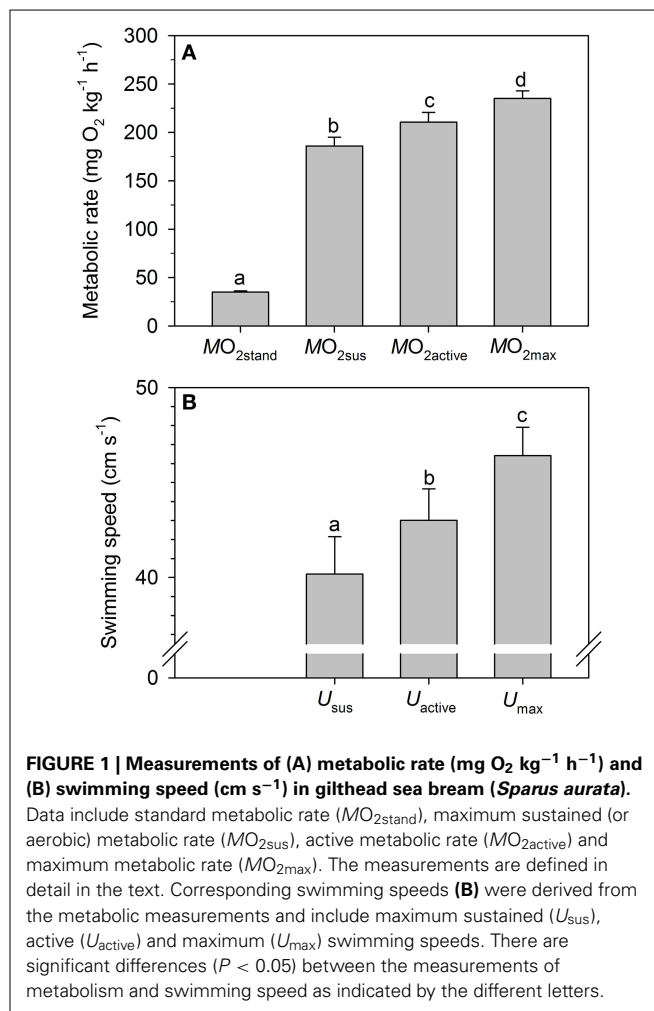 300
A
d
250
c
b
200
150
100
50
a
0
Metabolic rate (mg O₂ kg⁻¹ h⁻¹)
MO₂stand MO₂sus MO₂active MO₂max
50
B
c
b
a
40
0
Swimming speed (cm s⁻¹)
Usus Uactive Umax
FIGURE 1 | Measurements of (A) metabolic rate (mg O₂ kg⁻¹ h⁻¹) and
(B) swimming speed (cm s⁻¹) in gilthead sea bream (Sparus aurata).
Data include standard metabolic rate (MO₂stand), maximum sustained (or
aerobic) metabolic rate (MO₂sus), active metabolic rate (MO₂active) and
maximum metabolic rate (MO₂max). The measurements are defined in
detail in the text. Corresponding swimming speeds (B) were derived from
the metabolic measurements and include maximum sustained (Usus),
active (Uactive) and maximum (Umax) swimming speeds. There are
significant differences (P < 0.05) between the measurements of
metabolism and swimming speed as indicated by the different letters.